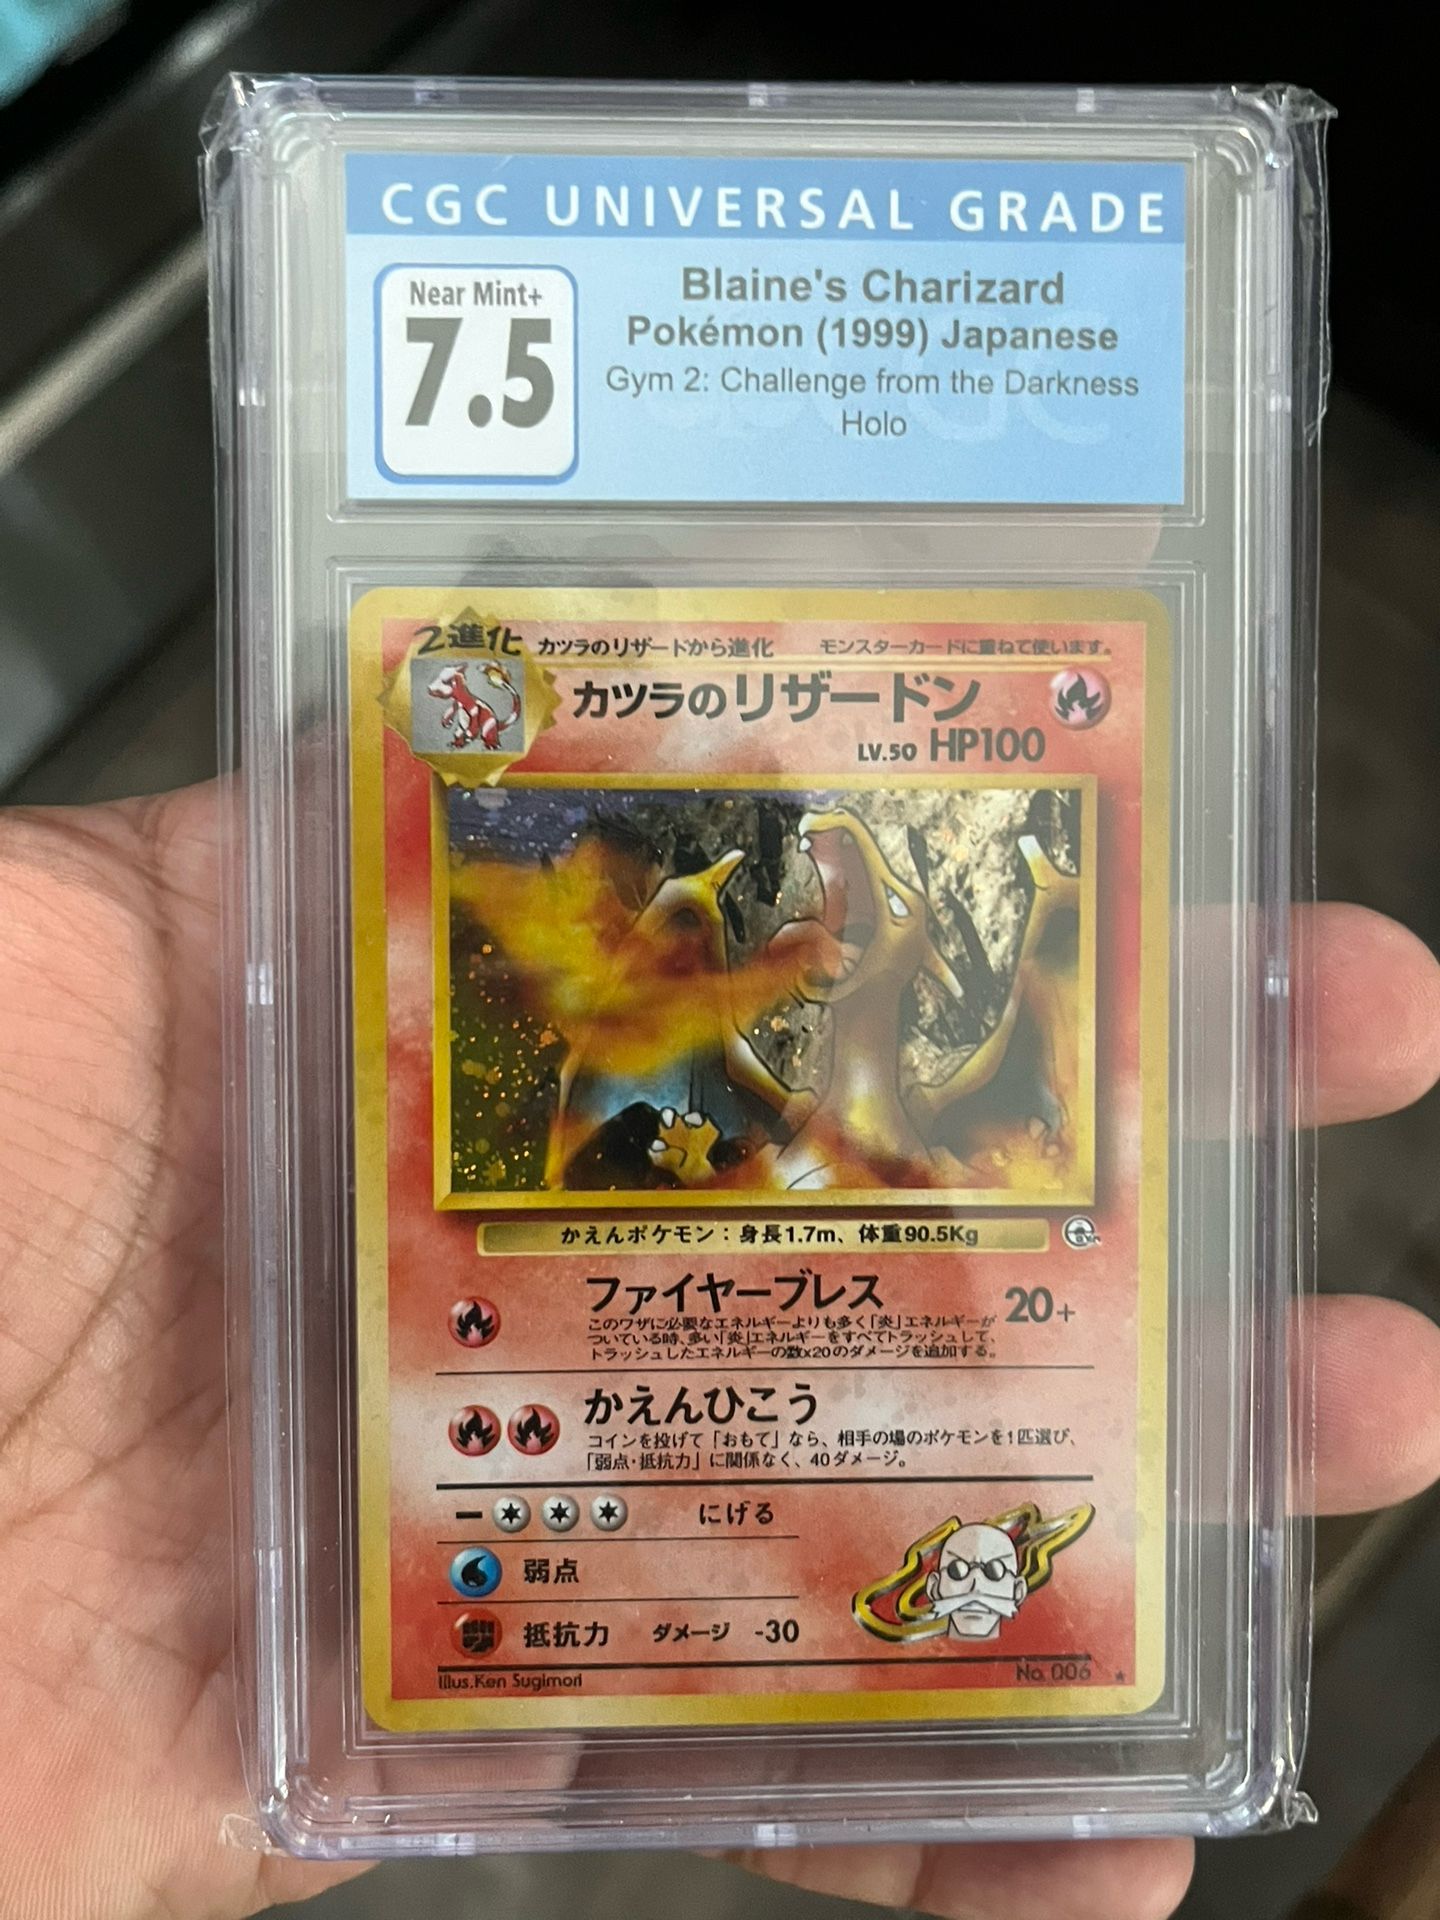 CGC UNIVERSAL GRADE
Near Mint+
7.5
Blaine's Charizard
Pokémon (1999) Japanese
Gym 2: Challenge from the Darkness
Holo
2進化 カツラのリザードから進化 モンスターカードに重ねて使います。
カツラのリザードン
LV.50 HP100
かえんポケモン:身長1.7m、体重90.5Kg
ファイヤーブレス 20+
このワザに必要なエネルギーよりも多く「炎」エネルギーが
ついている時、多い「炎」エネルギーをすべてトラッシュして、
トラッシュしたエネルギーの数x20のダメージを追加する。
かえんひこう
コインを投げて「おもて」なら、相手の場のポケモンを1匹選び、
「弱点・抵抗力」に関係なく、40ダメージ。
ー にげる
弱点
抵抗力 ダメージ -30
Illus.Ken Sugimori No.006 ★